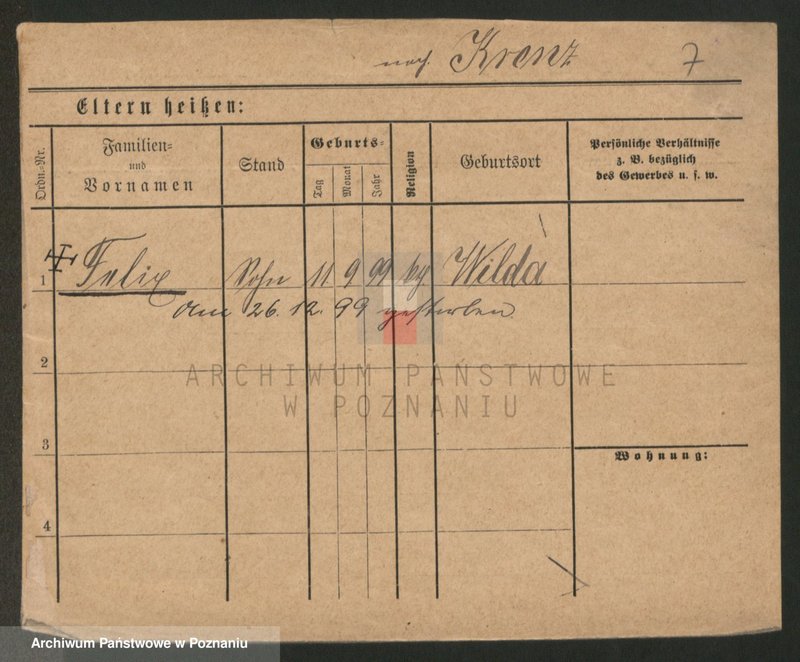 nach. Krenz 7
Eltern heißen:
Ordn.-Nr. Familien- und Vornamen Stand Geburts- Tag Monat Jahr Religion Geburtsort Persönliche Verhältnisse z. B. bezüglich des Gewerbes u. s. w.
1 Felix Sohn 11 9 99 kg Wilda
am 26. 12. 99 gestorben.
2
ARCHIWUM PAŃSTWOWE
W POZNANIU
3
Wohnung:
4
Archiwum Państwowe w Poznaniu